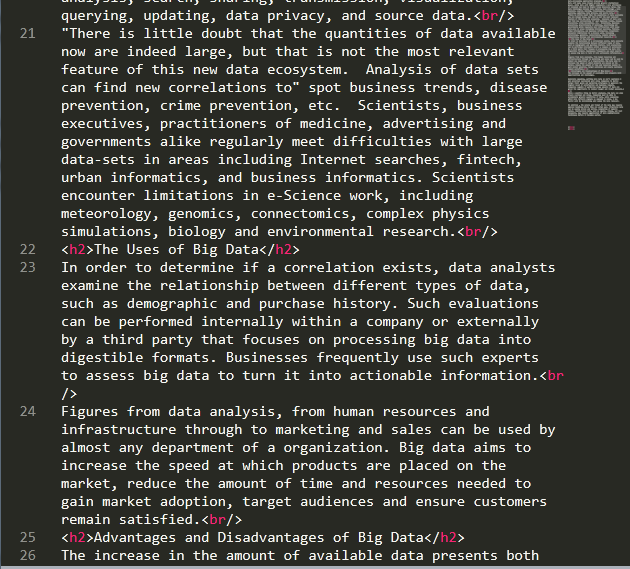 analysis, search, sharing, transmission, visualization,
querying, updating, data privacy, and source data.<br/>
21 "There is little doubt that the quantities of data available
now are indeed large, but that is not the most relevant
feature of this new data ecosystem.  Analysis of data sets
can find new correlations to" spot business trends, disease
prevention, crime prevention, etc.  Scientists, business
executives, practitioners of medicine, advertising and
governments alike regularly meet difficulties with large
data-sets in areas including Internet searches, fintech,
urban informatics, and business informatics. Scientists
encounter limitations in e-Science work, including
meteorology, genomics, connectomics, complex physics
simulations, biology and environmental research.<br/>
22 <h2>The Uses of Big Data</h2>
23 In order to determine if a correlation exists, data analysts
examine the relationship between different types of data,
such as demographic and purchase history. Such evaluations
can be performed internally within a company or externally
by a third party that focuses on processing big data into
digestible formats. Businesses frequently use such experts
to assess big data to turn it into actionable information.<br
/>
24 Figures from data analysis, from human resources and
infrastructure through to marketing and sales can be used by
almost any department of a organization. Big data aims to
increase the speed at which products are placed on the
market, reduce the amount of time and resources needed to
gain market adoption, target audiences and ensure customers
remain satisfied.<br/>
25 <h2>Advantages and Disadvantages of Big Data</h2>
26 The increase in the amount of available data presents both